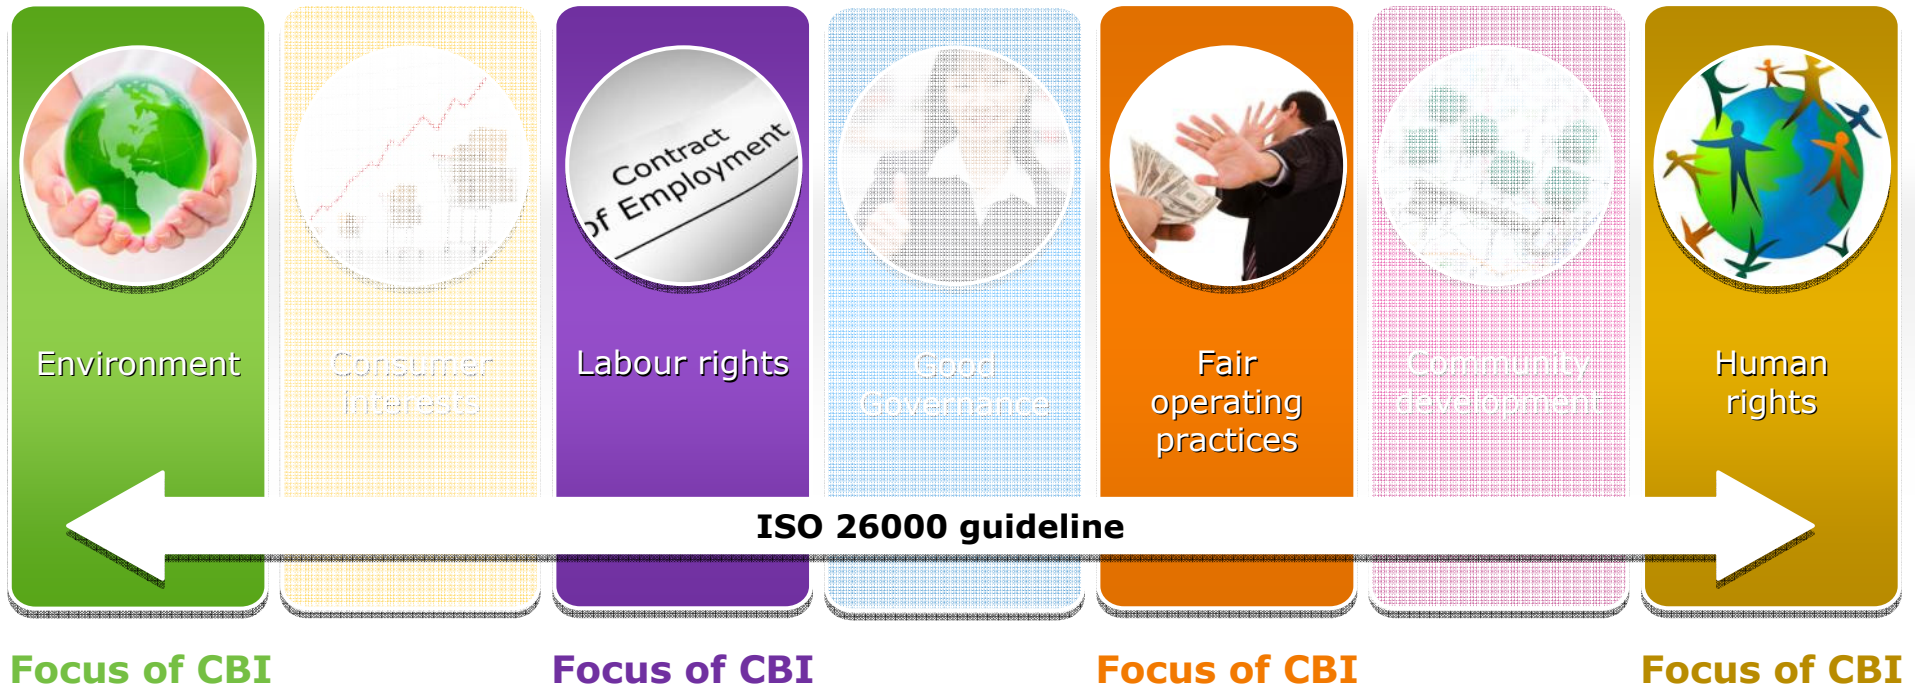 Contract
of Employment
Environment
Consumer
interests
Labour rights
Good
Governance
Fair
operating
practices
Community
development
Human
rights
ISO 26000 guideline
Focus of CBI
Focus of CBI
Focus of CBI
Focus of CBI